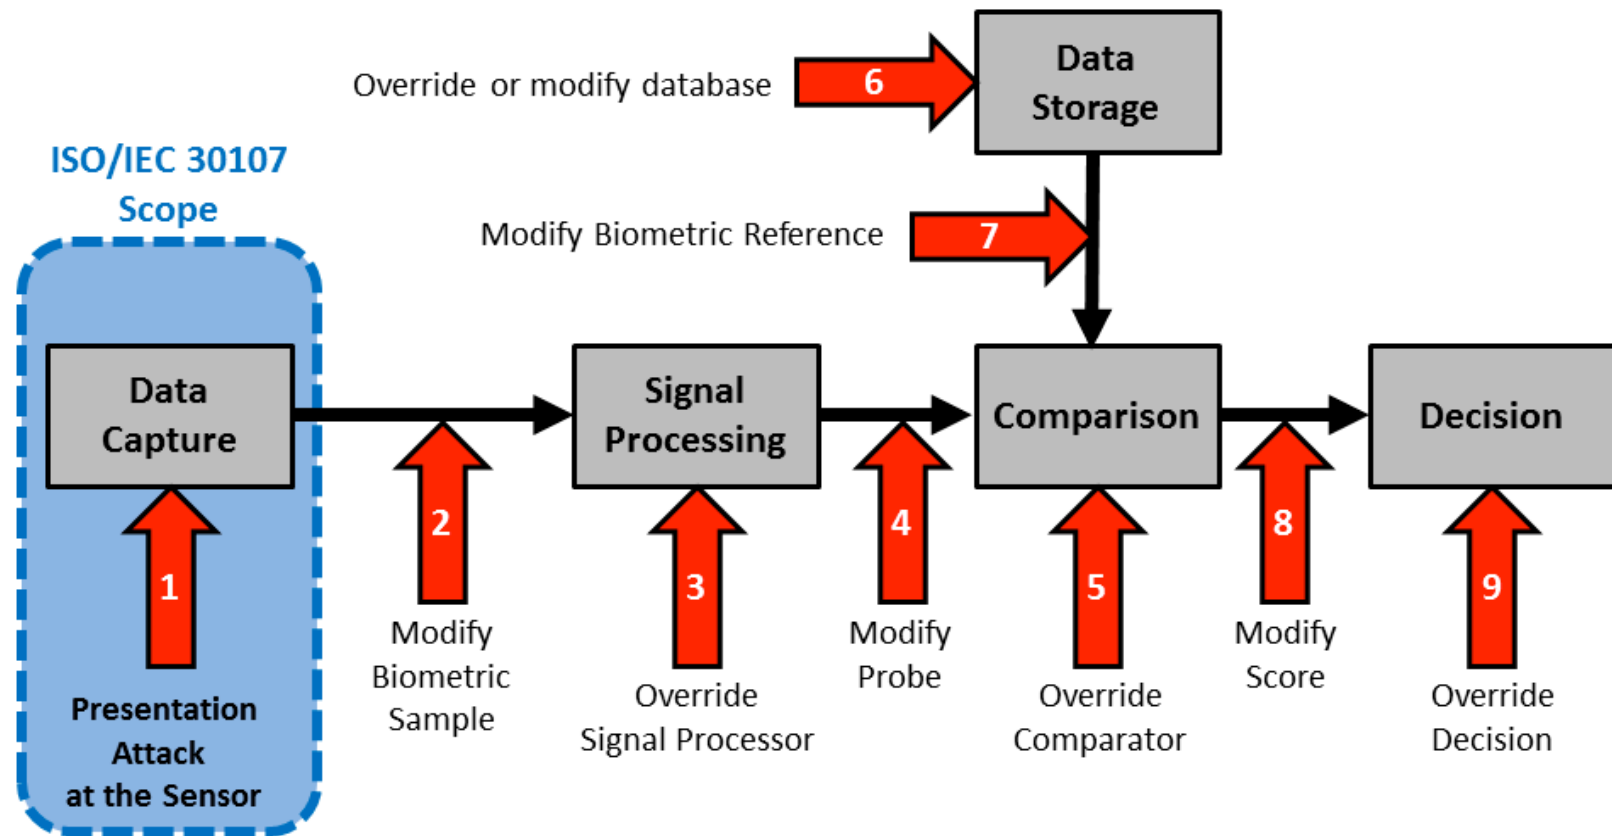 Override or modify database
6
Data
Storage
ISO/IEC 30107
Scope
Modify Biometric Reference
7
Data
Capture
Signal
Processing
Comparison
Decision
1
2
3
4
5
8
9
Presentation
Attack
at the Sensor
Modify
Biometric
Sample
Override
Signal Processor
Modify
Probe
Override
Comparator
Modify
Score
Override
Decision